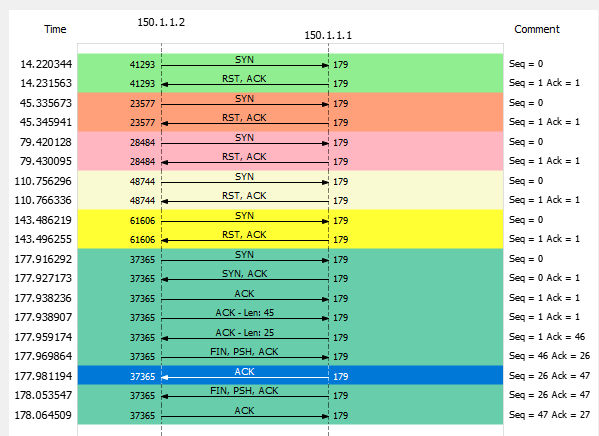 150.1.1.2
Time 150.1.1.1 Comment
14.220344 41293 SYN 179 Seq = 0
14.231563 41293 RST, ACK 179 Seq = 1 Ack = 1
45.335673 23577 SYN 179 Seq = 0
45.345941 23577 RST, ACK 179 Seq = 1 Ack = 1
79.420128 28484 SYN 179 Seq = 0
79.430095 28484 RST, ACK 179 Seq = 1 Ack = 1
110.756296 48744 SYN 179 Seq = 0
110.766336 48744 RST, ACK 179 Seq = 1 Ack = 1
143.486219 61606 SYN 179 Seq = 0
143.496255 61606 RST, ACK 179 Seq = 1 Ack = 1
177.916292 37365 SYN 179 Seq = 0
177.927173 37365 SYN, ACK 179 Seq = 0 Ack = 1
177.938236 37365 ACK 179 Seq = 1 Ack = 1
177.938907 37365 ACK - Len: 45 179 Seq = 1 Ack = 1
177.959174 37365 ACK - Len: 25 179 Seq = 1 Ack = 46
177.969864 37365 FIN, PSH, ACK 179 Seq = 46 Ack = 26
177.981194 37365 ACK 179 Seq = 26 Ack = 47
178.053547 37365 FIN, PSH, ACK 179 Seq = 26 Ack = 47
178.064509 37365 ACK 179 Seq = 47 Ack = 27